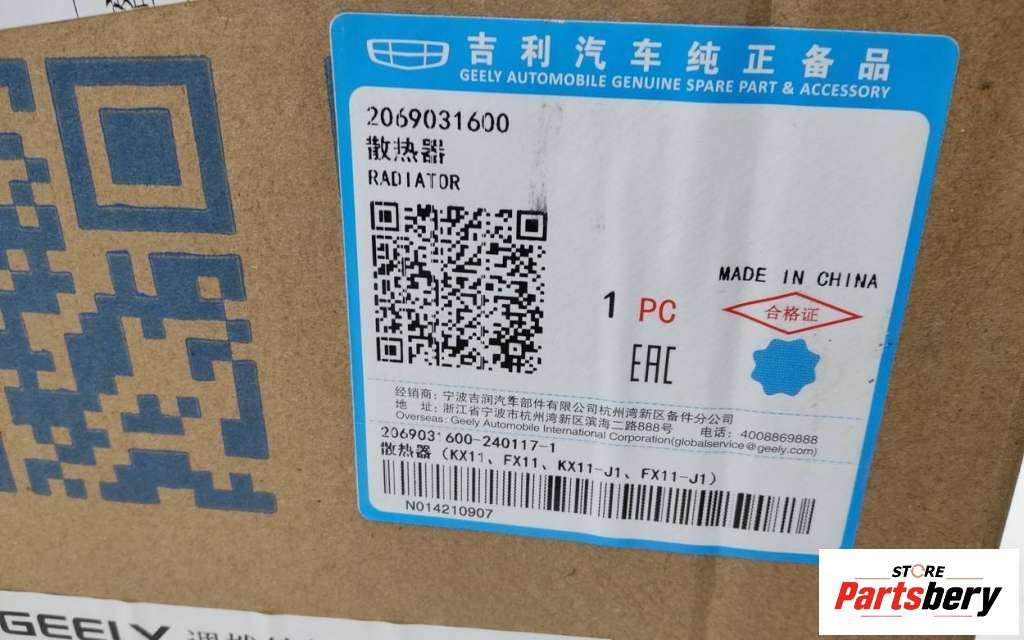 吉利汽车纯正备品
GEELY AUTOMOBILE GENUINE SPARE PART & ACCESSORY
2069031600
散热器
RADIATOR
MADE IN CHINA
1 PC
合格证
EAC
经销商：宁波吉润汽车部件有限公司杭州湾新区备件分公司
地 址：浙江省宁波市杭州湾新区滨海二路888号 电话：4008869888
Overseas：Geely Automobile International Corporation(globalservice@geely.com)
2069031600-240117-1
散热器（KX11、FX11、KX11-J1、FX11-J1）
N014210907
GEELY
STORE
Partsbery